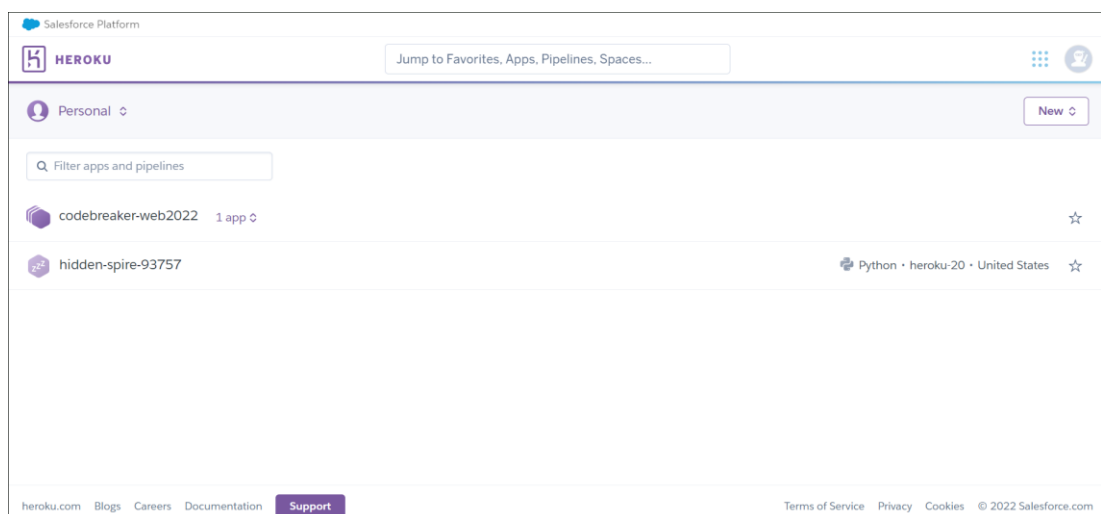 Salesforce Platform
HEROKU
Jump to Favorites, Apps, Pipelines, Spaces...
Personal
New
Filter apps and pipelines
codebreaker-web2022 1 app
zzz hidden-spire-93757 Python · heroku-20 · United States
heroku.com Blogs Careers Documentation Support Terms of Service Privacy Cookies © 2022 Salesforce.com